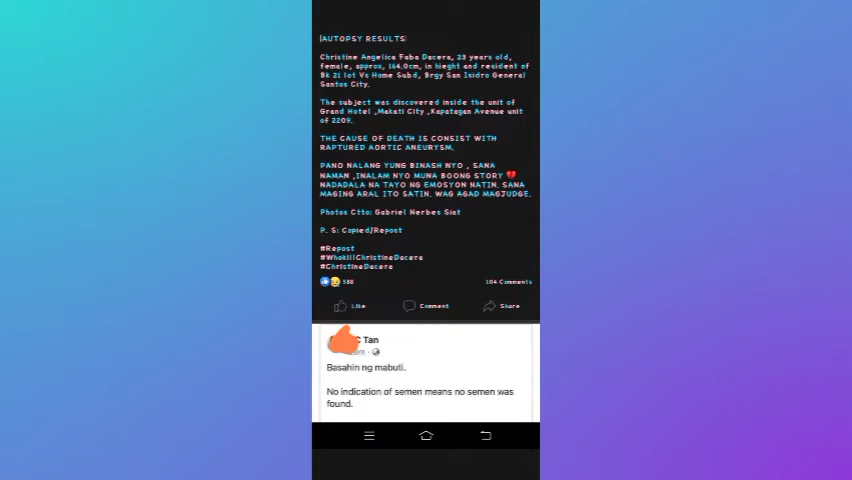 |AUTOPSY RESULTS|
Christine Angelica Faba Dacera, 23 years old,
female, approx, 164.0cm, in hieght and resident of
Bk 21 lot V5 Home Subd, Brgy San Isidro General
Santos City.
The subject was discovered inside the unit of
Grand Hotel ,Makati City ,Kapatagan Avenue unit
of 2209.
THE CAUSE OF DEATH IS CONSIST WITH
RAPTURED AORTIC ANEURYSM.
PANO NALANG YUNG BINASH NYO , SANA
NAMAN ,INALAM NYO MUNA BOONG STORY 💔
NADADALA NA TAYO NG EMOSYON NATIN. SANA
MAGING ARAL ITO SATIN. WAG AGAD MAGJUDGE.
Photos Ctto: Gabriel Nerbes Siat
P. S: Copied/Repost
#Repost
#WhokillChristineDacera
#ChristineDacera
588
104 Comments
Like
Comment
Share
C Tan
Basahin ng mabuti.
No indication of semen means no semen was
found.